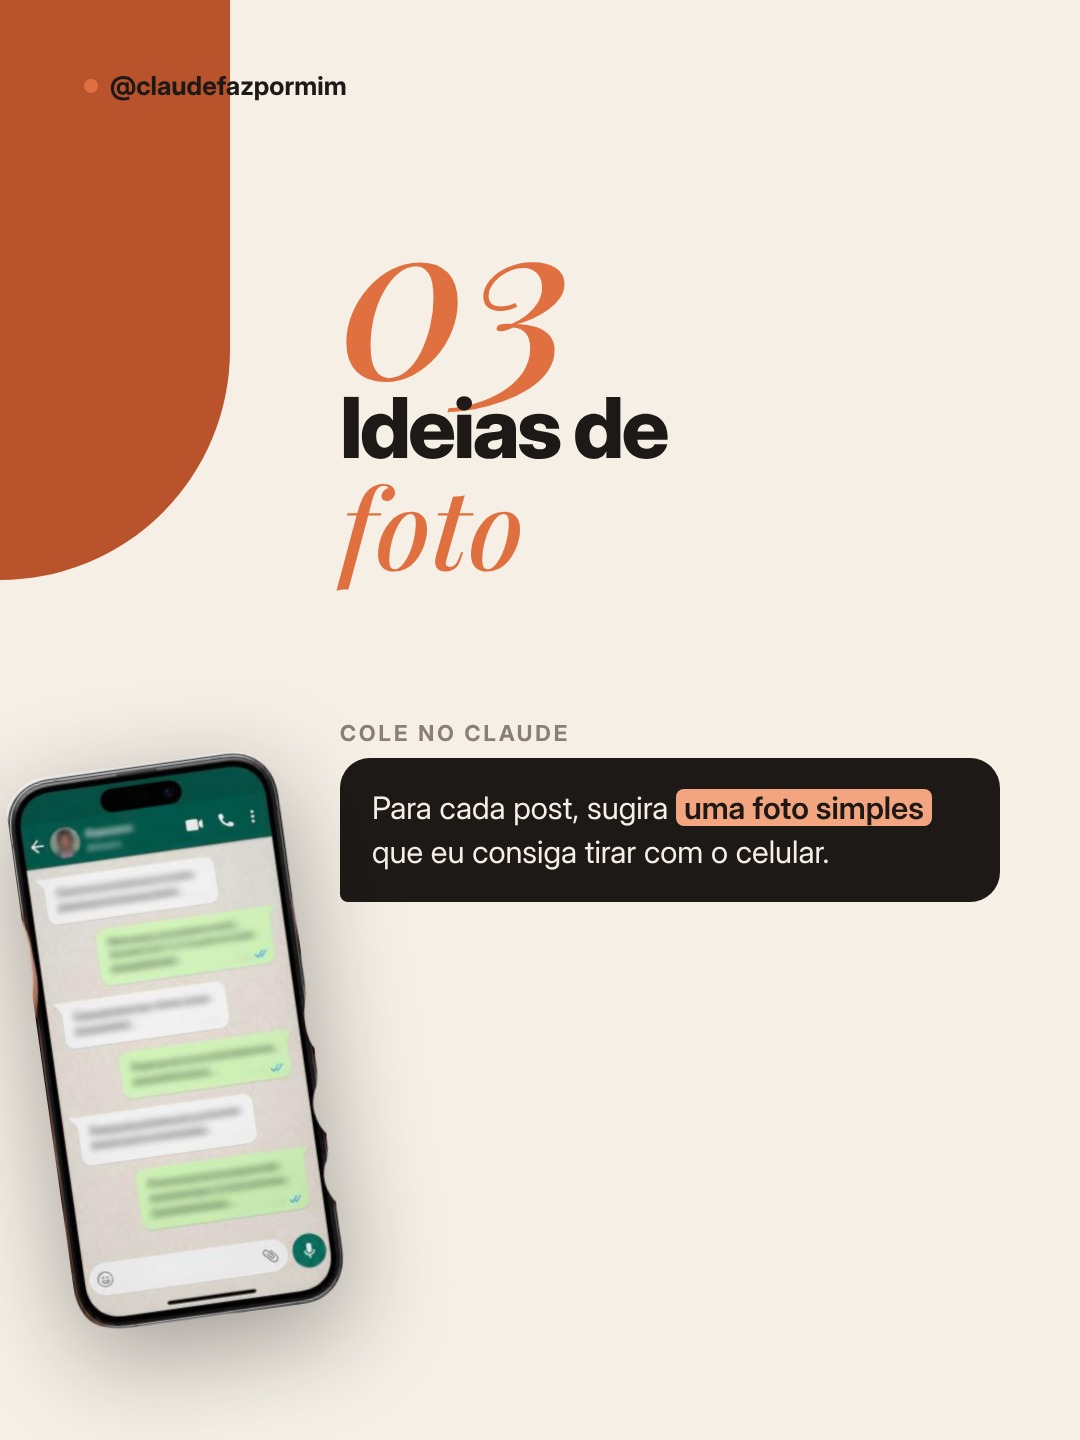 @claudefazpormim
03
Ideias de
foto
COLE NO CLAUDE
Para cada post, sugira uma foto simples
que eu consiga tirar com o celular.